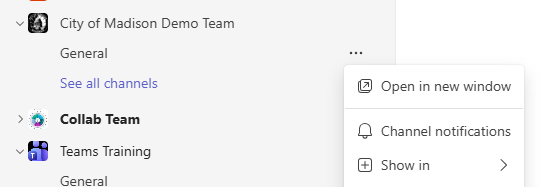 City of Madison Demo Team
General
See all channels
Open in new window
Collab Team
Channel notifications
Teams Training
Show in
General